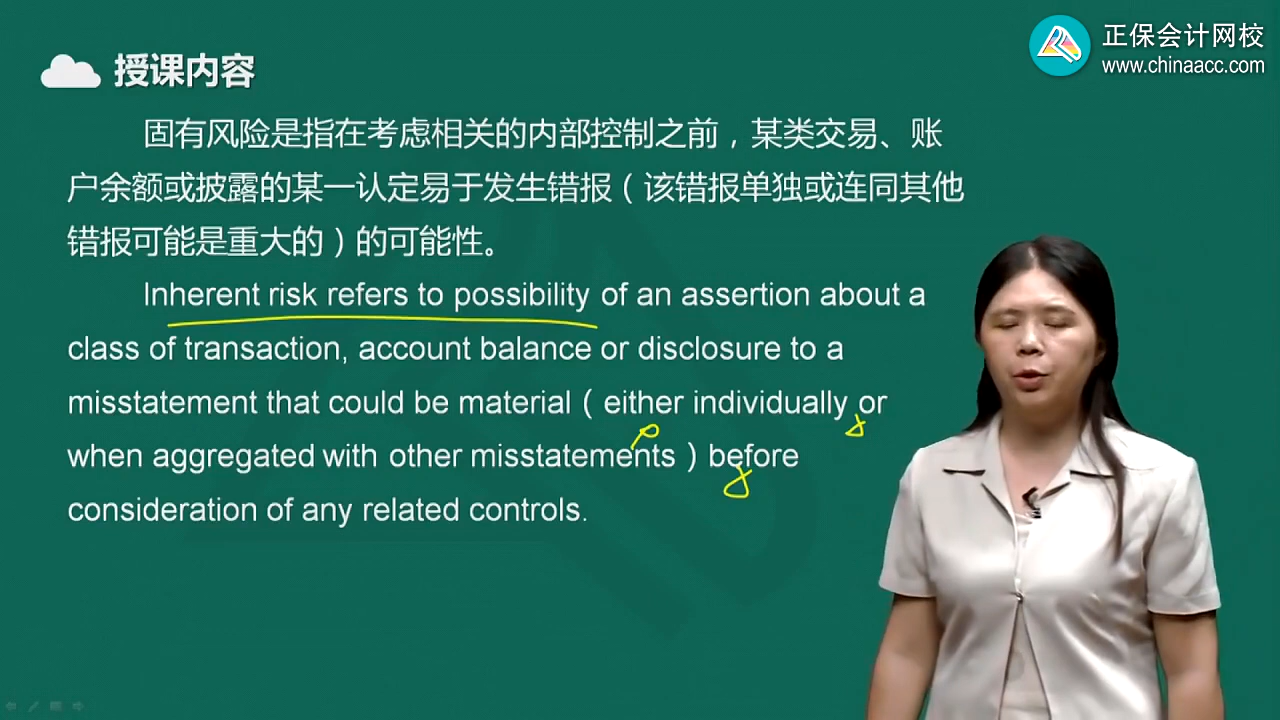 正保会计网校
www.chinaacc.com
授课内容
固有风险是指在考虑相关的内部控制之前，某类交易、账
户余额或披露的某一认定易于发生错报（该错报单独或连同其他
错报可能是重大的）的可能性。
Inherent risk refers to possibility of an assertion about a
class of transaction, account balance or disclosure to a
misstatement that could be material（either individually or
when aggregated with other misstatements）before
consideration of any related controls.